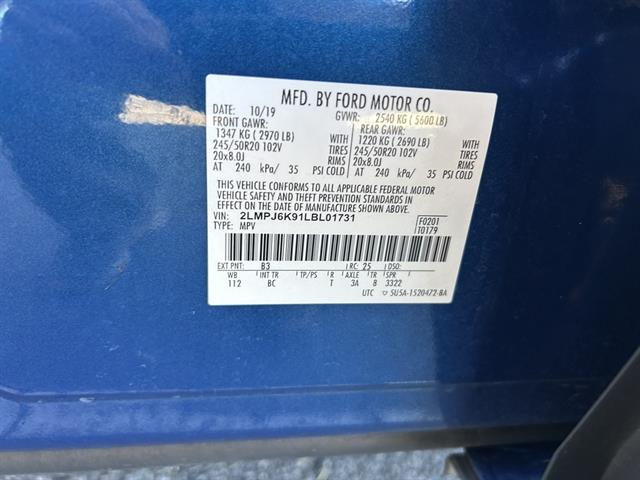 MFD. BY FORD MOTOR CO.
DATE: 10/19 GVWR: 2540 KG ( 5600 LB)
FRONT GAWR: REAR GAWR:
1347 KG ( 2970 LB) WITH 1220 KG ( 2690 LB) WITH
245/50R20 102V TIRES 245/50R20 102V TIRES
20x8.0J RIMS 20x8.0J RIMS
AT 240 kPa/ 35 PSI COLD AT 240 kPa/ 35 PSI COLD
THIS VEHICLE CONFORMS TO ALL APPLICABLE FEDERAL MOTOR
VEHICLE SAFETY AND THEFT PREVENTION STANDARDS IN
EFFECT ON THE DATE OF MANUFACTURE SHOWN ABOVE.
VIN: 2LMPJ6K91LBL01731 F0201
TYPE: MPV T0179
EXT PNT: B3 RC: 25 DSO:
WB INT TR TP/PS R AXLE TR SPR
112 BC T 3A 8 3322
UTC ▽ SU5A-1520472-BA